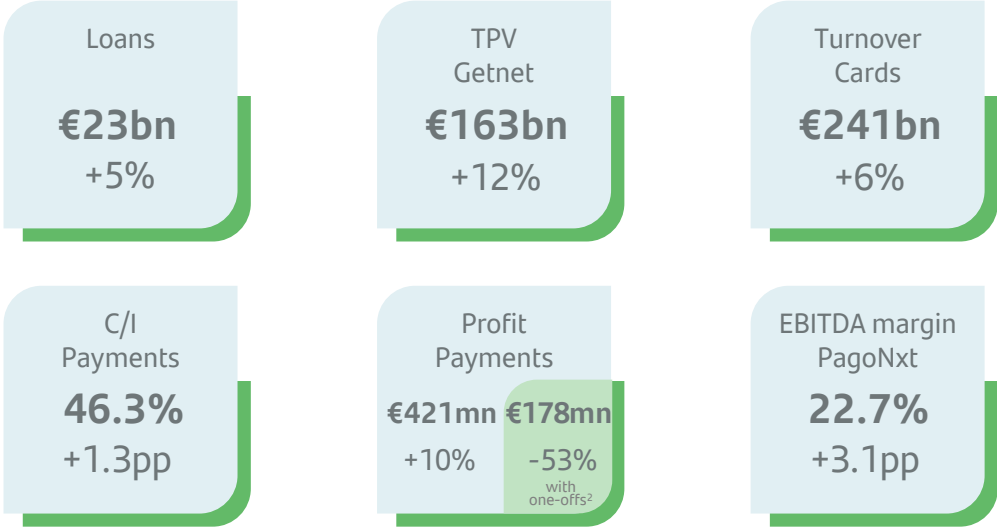 Loans
€23bn
+5%
TPV
Getnet
€163bn
+12%
Turnover
Cards
€241bn
+6%
C/I
Payments
46.3%
+1.3pp
Profit
Payments
€421mn
+10%
€178mn
-53%
with
one-offs²
EBITDA margin
PagoNxt
22.7%
+3.1pp